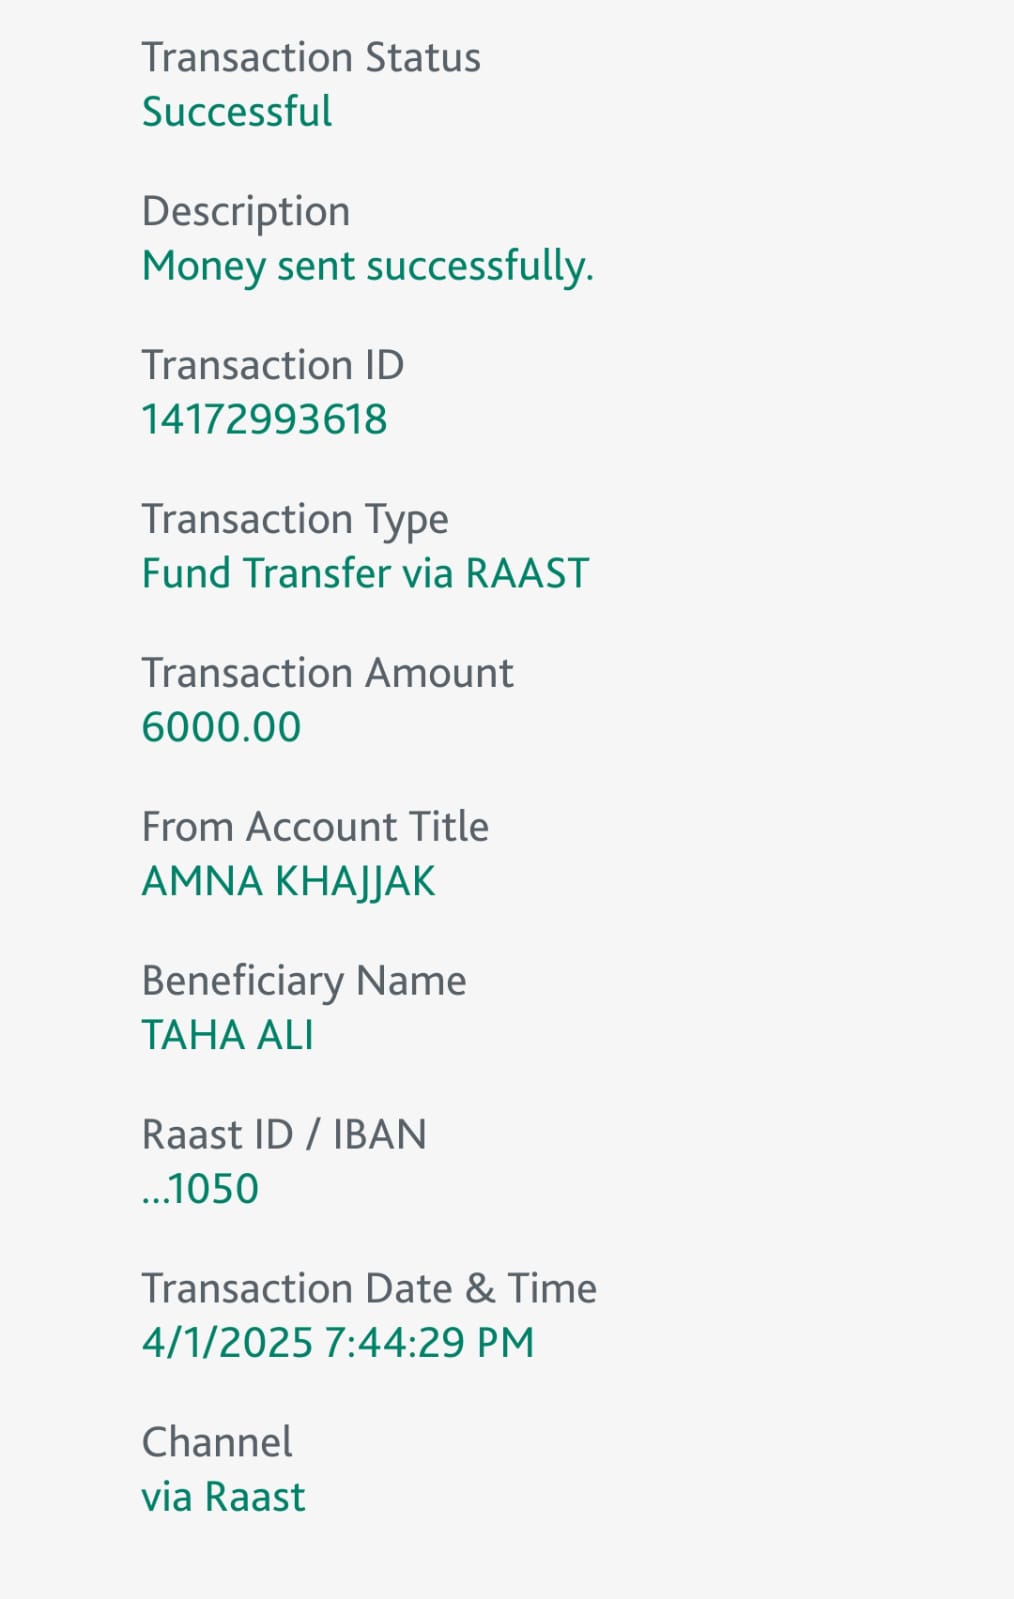 Transaction Status
Successful
Description
Money sent successfully.
Transaction ID
14172993618
Transaction Type
Fund Transfer via RAAST
Transaction Amount
6000.00
From Account Title
AMNA KHAJJAK
Beneficiary Name
TAHA ALI
Raast ID / IBAN
...1050
Transaction Date & Time
4/1/2025 7:44:29 PM
Channel
via Raast